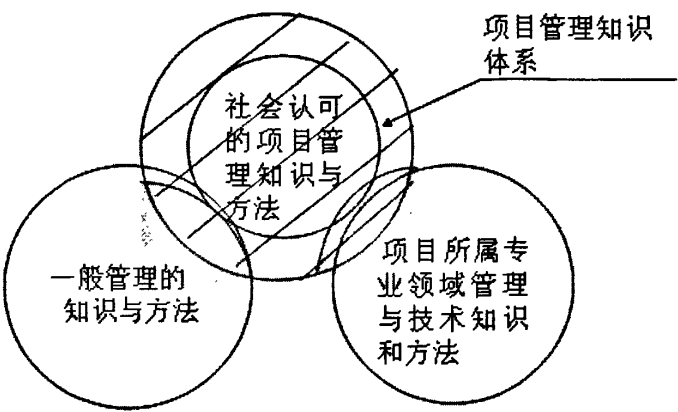 项目管理知识
体系
社会认可
的项目管
理知识与
方法
一般管理的
知识与方法
项目所属专
业领域管理
与技术知识
和方法